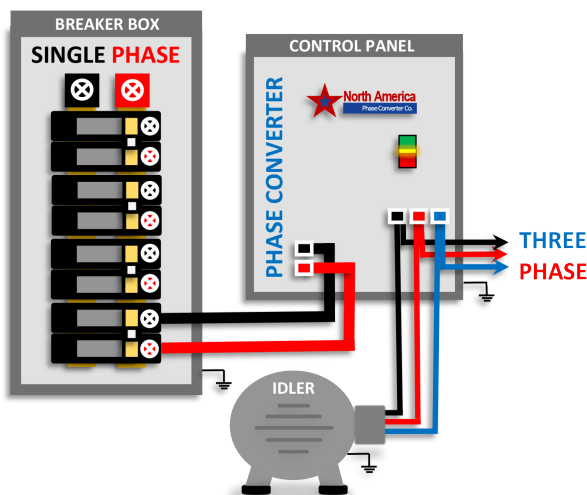 BREAKER BOX
SINGLE PHASE
CONTROL PANEL
North America
Phase Converter Co.
PHASE CONVERTER
THREE
PHASE
IDLER